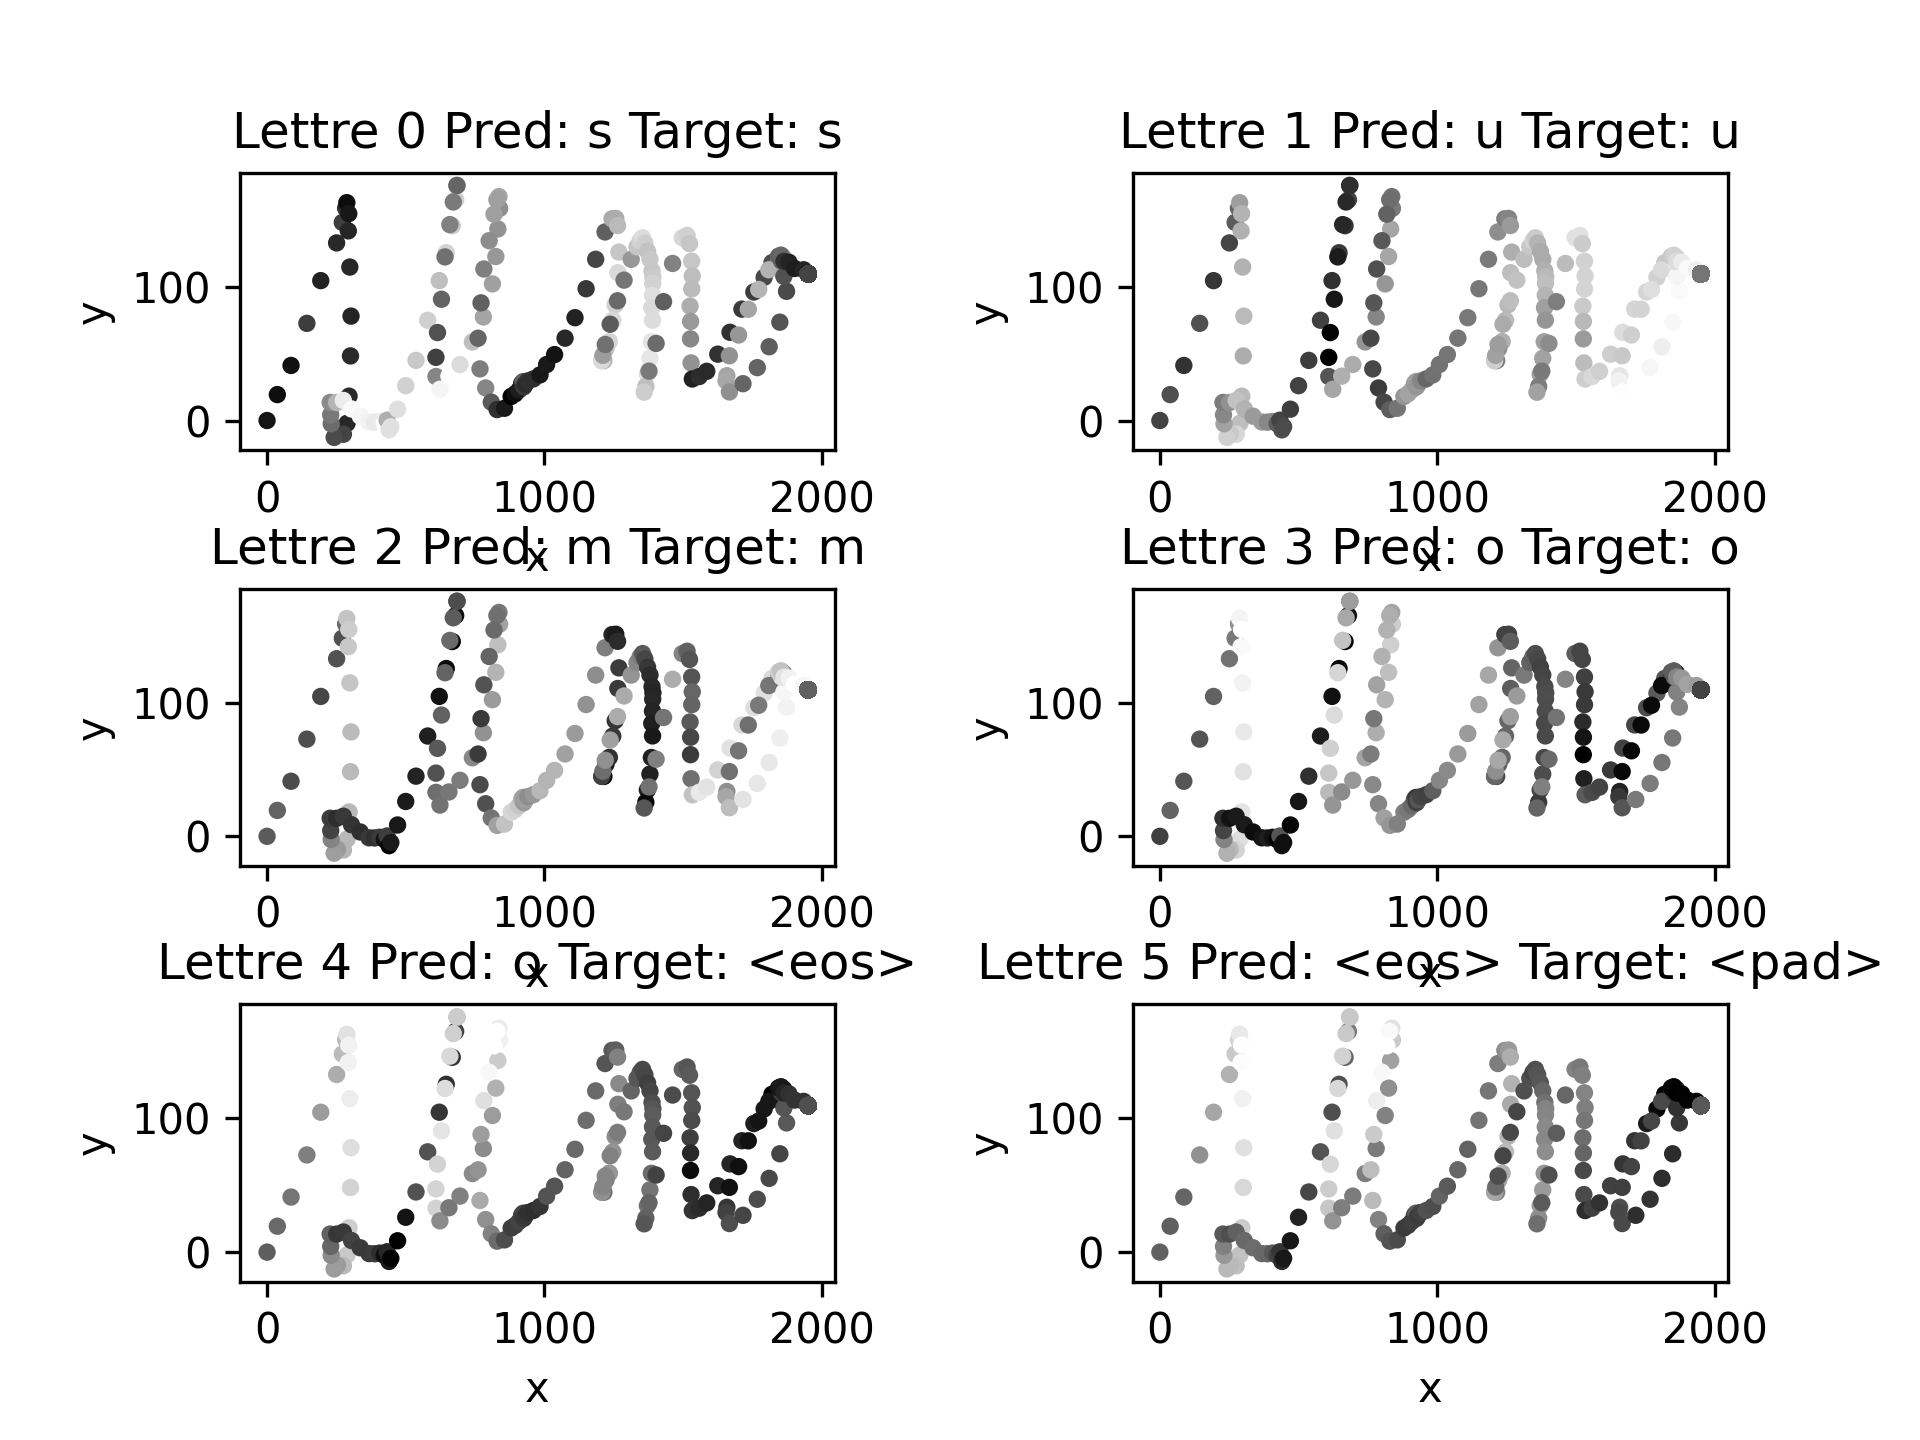 Lettre 0 Pred: s Target: s
Lettre 1 Pred: u Target: u
y
100
0
0 1000 2000
x
y
100
0
0 1000 2000
x
Lettre 2 Pred: m Target: m
Lettre 3 Pred: o Target: o
y
100
0
0 1000 2000
x
y
100
0
0 1000 2000
x
Lettre 4 Pred: o Target: <eos>
Lettre 5 Pred: <eos> Target: <pad>
y
100
0
0 1000 2000
x
y
100
0
0 1000 2000
x